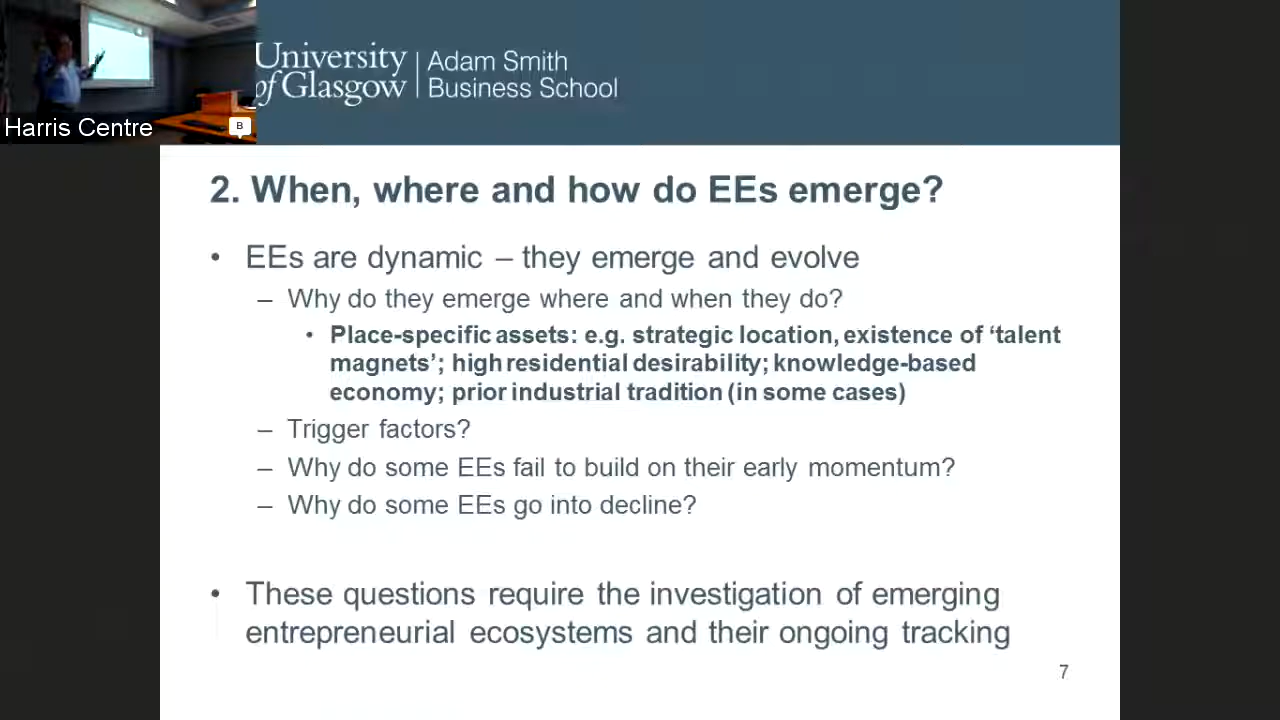 University
of Glasgow
Adam Smith
Business School
Harris Centre
B
2. When, where and how do EEs emerge?
• EEs are dynamic – they emerge and evolve
– Why do they emerge where and when they do?
• Place-specific assets: e.g. strategic location, existence of ‘talent
magnets’; high residential desirability; knowledge-based
economy; prior industrial tradition (in some cases)
– Trigger factors?
– Why do some EEs fail to build on their early momentum?
– Why do some EEs go into decline?
• These questions require the investigation of emerging
entrepreneurial ecosystems and their ongoing tracking
7